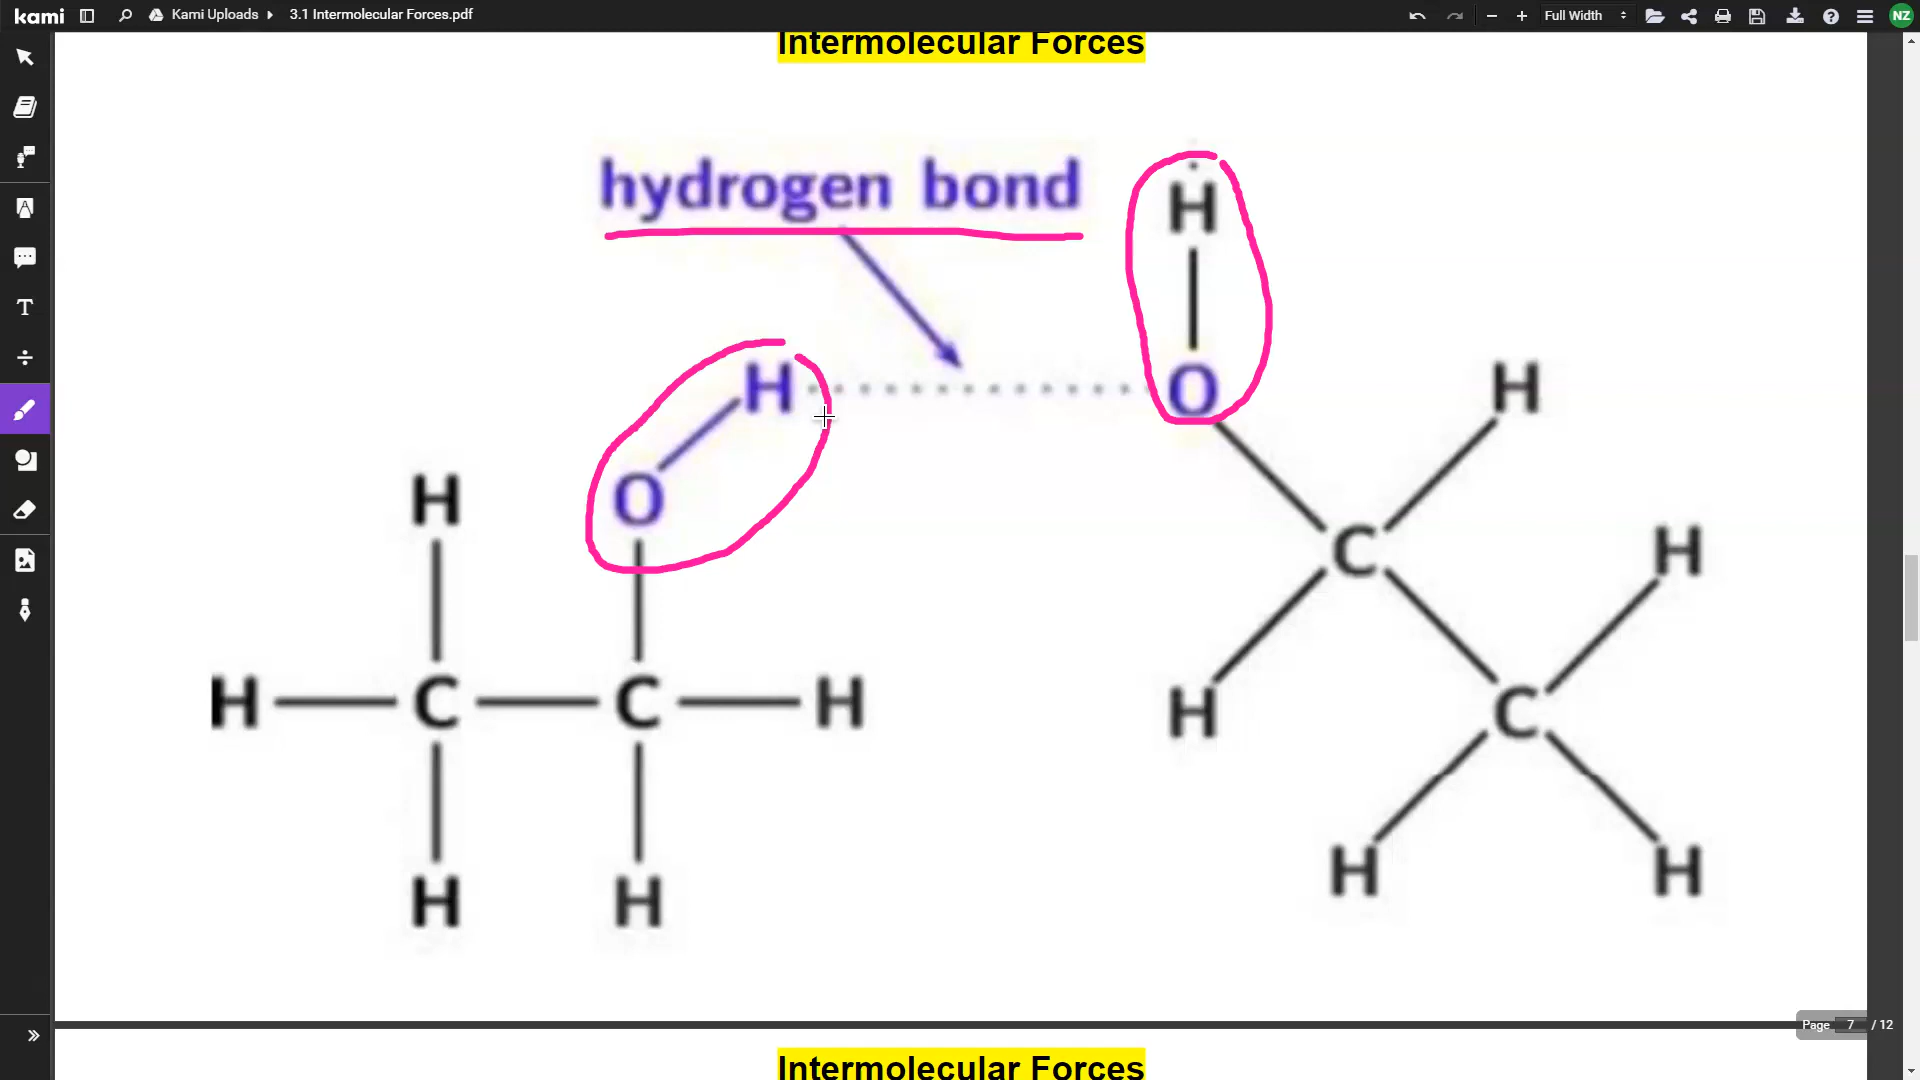 kami Kami Uploads 3.1 Intermolecular Forces.pdf Full Width NZ
Intermolecular Forces
hydrogen bond
H
H O H
H O
H C H
H C C H H C
H H H H
Page 7 / 12
Intermolecular Forces